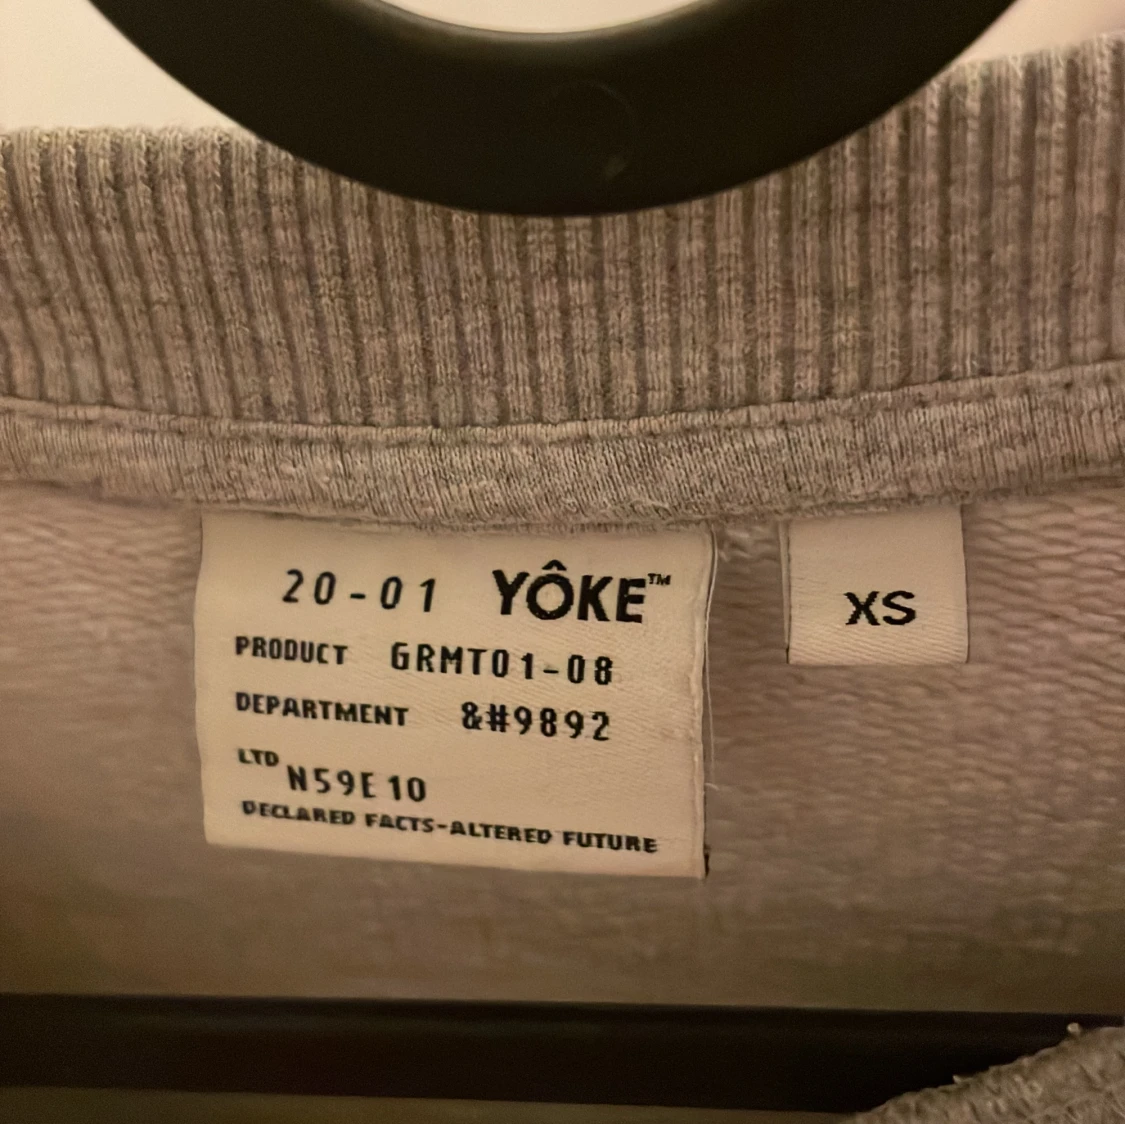 20-01 YÔKE™
PRODUCT GRMT01-08
DEPARTMENT &#9892
LTD N59E10
DECLARED FACTS-ALTERED FUTURE
XS